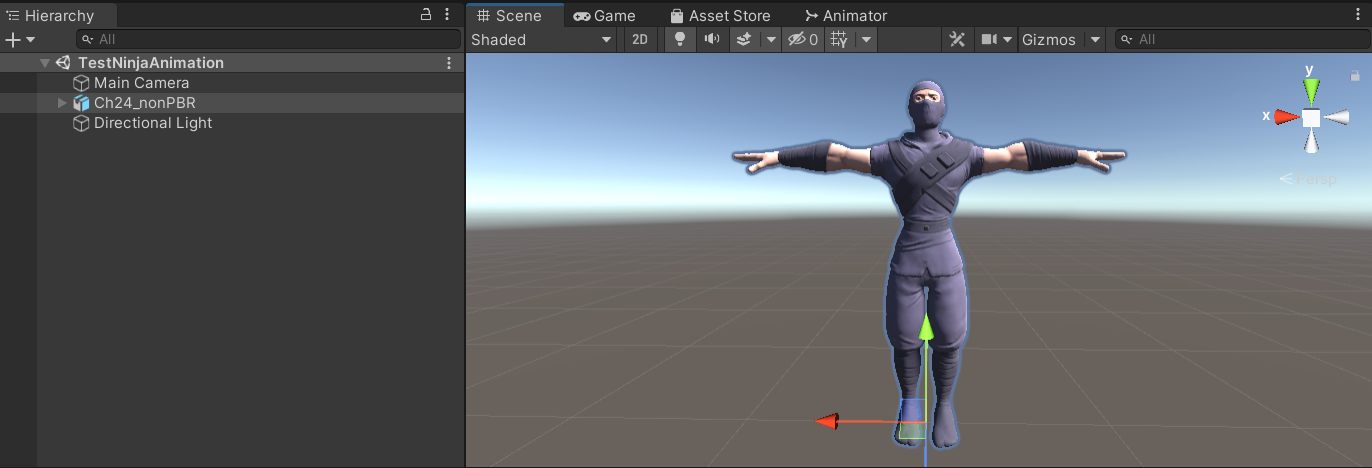 Hierarchy
All
TestNinjaAnimation
Main Camera
Ch24_nonPBR
Directional Light
Scene Game Asset Store Animator
Shaded 2D 0 Gizmos All
y
x
Persp